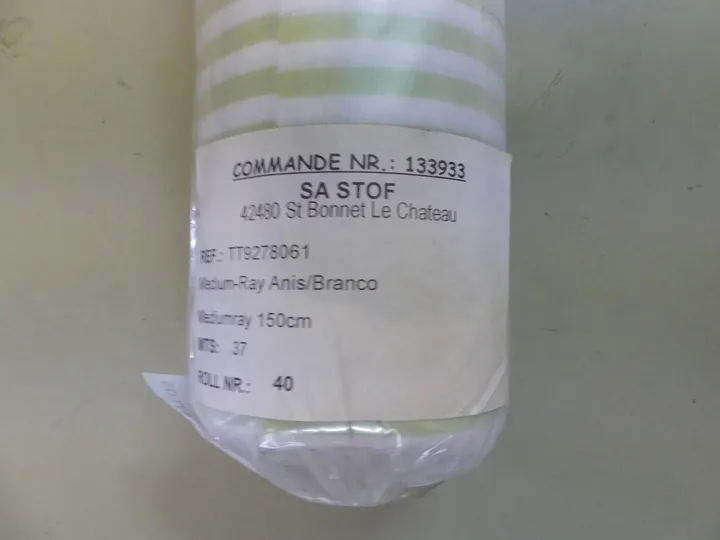 COMMANDE NR.: 133933
SA STOF
42480 St Bonnet Le Chateau
REF.: TT9278061
Medium-Ray Anis/Branco
Mediumray 150cm
MTS: 37
ROLL NR.: 40